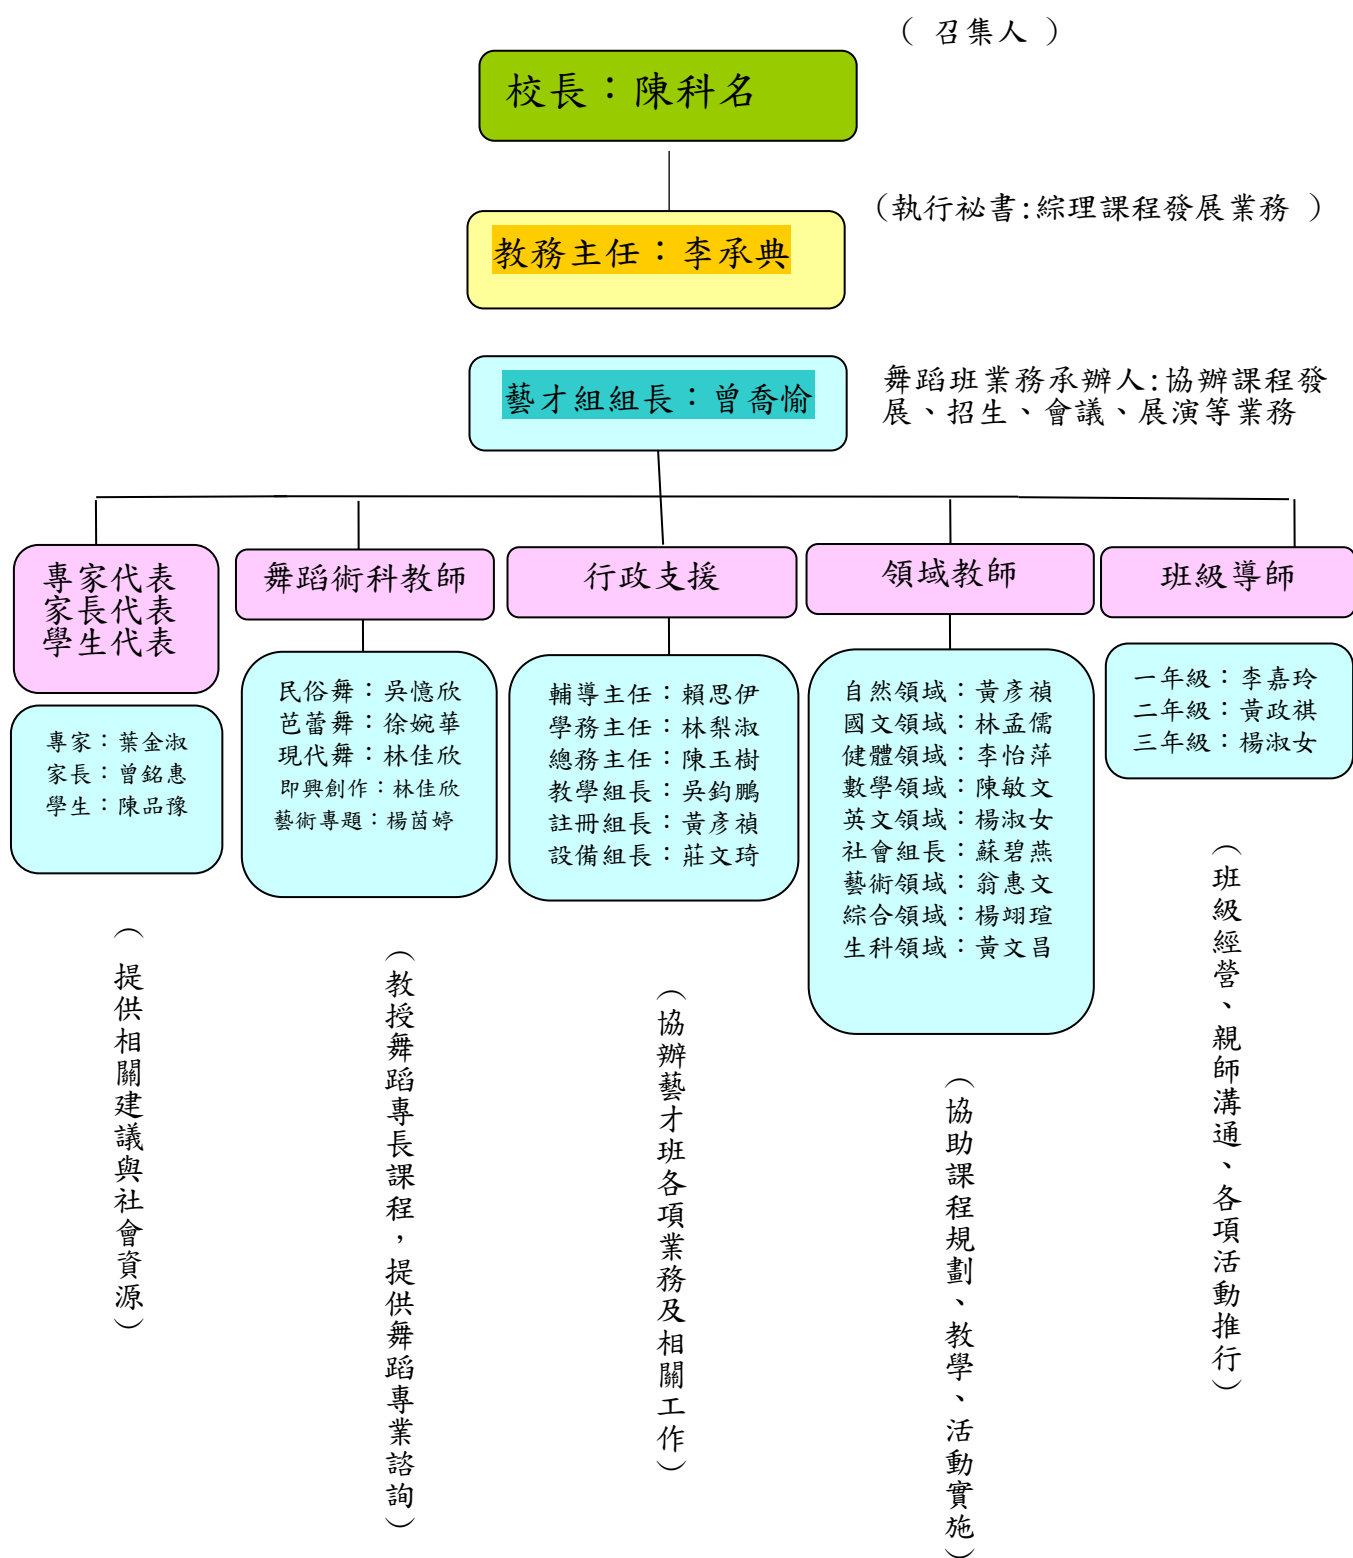 （ 召集人 ）
校長：陳科名
（執行祕書:綜理課程發展業務 ）
教務主任：李承典
藝才組組長：曾喬愉
舞蹈班業務承辦人:協辦課程發
展、招生、會議、展演等業務
專家代表
家長代表
學生代表
專家：葉金淑
家長：曾銘惠
學生：陳品豫
（提供相關建議與社會資源）
舞蹈術科教師
民俗舞：吳憶欣
芭蕾舞：徐婉華
現代舞：林佳欣
即興創作：林佳欣
藝術專題：楊茵婷
（教授舞蹈專長課程，提供舞蹈專業諮詢）
行政支援
輔導主任：賴思伊
學務主任：林梨淑
總務主任：陳玉樹
教學組長：吳鈞鵬
註冊組長：黃彥禎
設備組長：莊文琦
（協辦藝才班各項業務及相關工作）
領域教師
自然領域：黃彥禎
國文領域：林孟儒
健體領域：李怡萍
數學領域：陳敏文
英文領域：楊淑女
社會組長：蘇碧燕
藝術領域：翁惠文
綜合領域：楊翊瑄
生科領域：黃文昌
（協助課程規劃、教學、活動實施）
班級導師
一年級：李嘉玲
二年級：黃政祺
三年級：楊淑女
（班級經營、親師溝通、各項活動推行）